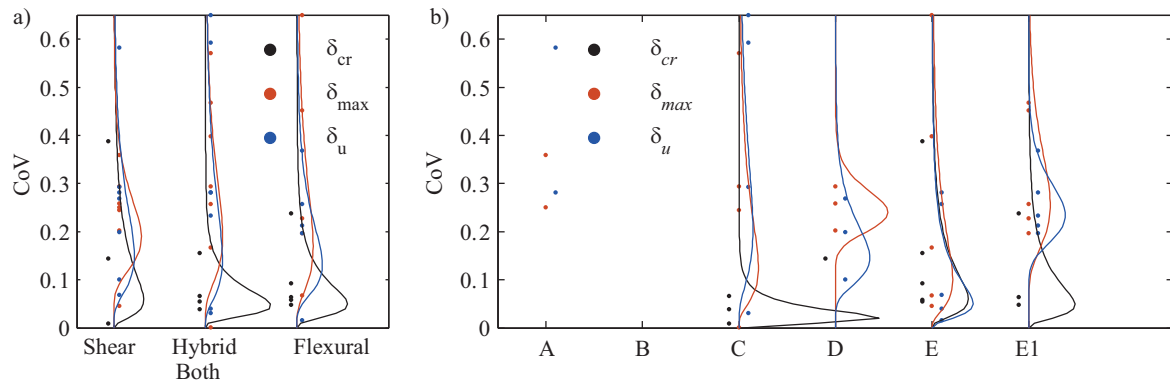 a)
CoV
0.6
0.5
0.4
0.3
0.2
0.1
0
δcr
δmax
δu
Shear
Hybrid
Both
Flexural
b)
CoV
0.6
0.5
0.4
0.3
0.2
0.1
0
δcr
δmax
δu
A
B
C
D
E
E1